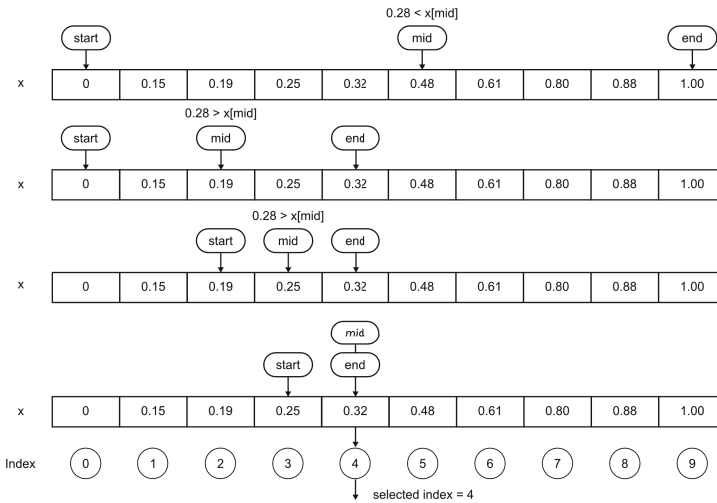 0.28 < x[mid]
start mid end
x 0 0.15 0.19 0.25 0.32 0.48 0.61 0.80 0.88 1.00
0.28 > x[mid]
start mid end
x 0 0.15 0.19 0.25 0.32 0.48 0.61 0.80 0.88 1.00
0.28 > x[mid]
start mid end
x 0 0.15 0.19 0.25 0.32 0.48 0.61 0.80 0.88 1.00
mid
start end
x 0 0.15 0.19 0.25 0.32 0.48 0.61 0.80 0.88 1.00
Index 0 1 2 3 4 5 6 7 8 9
selected index = 4